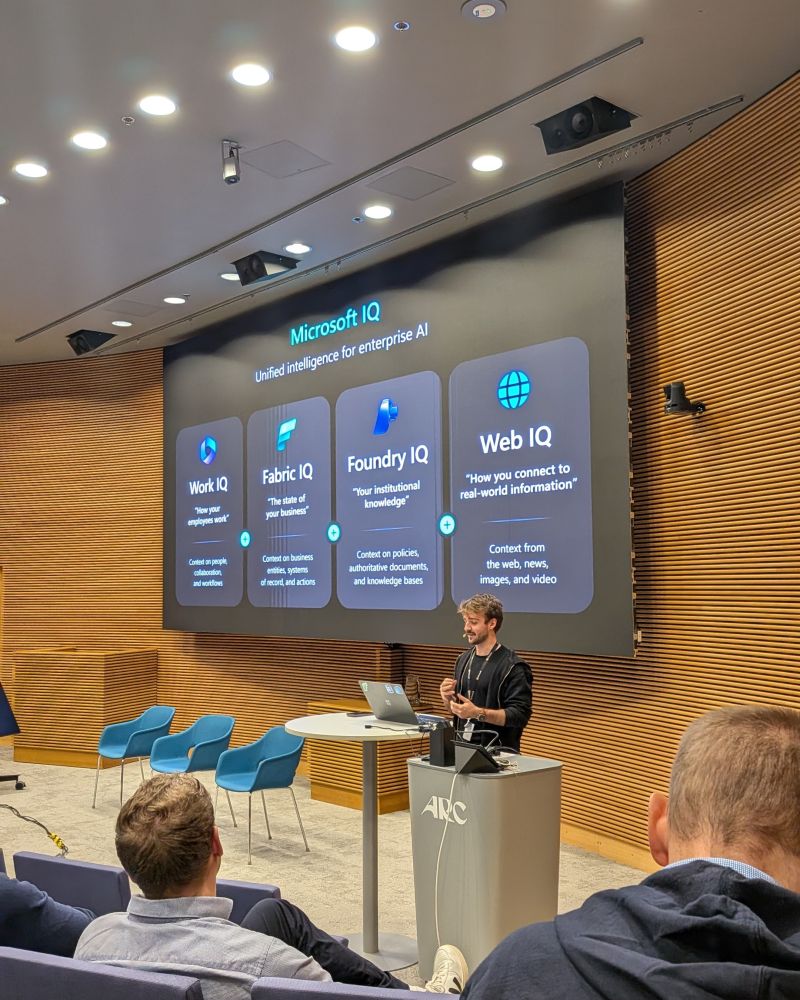 Microsoft IQ
Unified intelligence for enterprise AI
Work IQ
"How your
employees work"
Context on people,
collaboration,
and workflows
Fabric IQ
"The state of
your business"
Context on business
entities, systems
of record, and actions
Foundry IQ
"Your institutional
knowledge"
Context on policies,
authoritative documents,
and knowledge bases
Web IQ
"How you connect to
real-world information"
Context from
the web, news,
images, and video
ARC